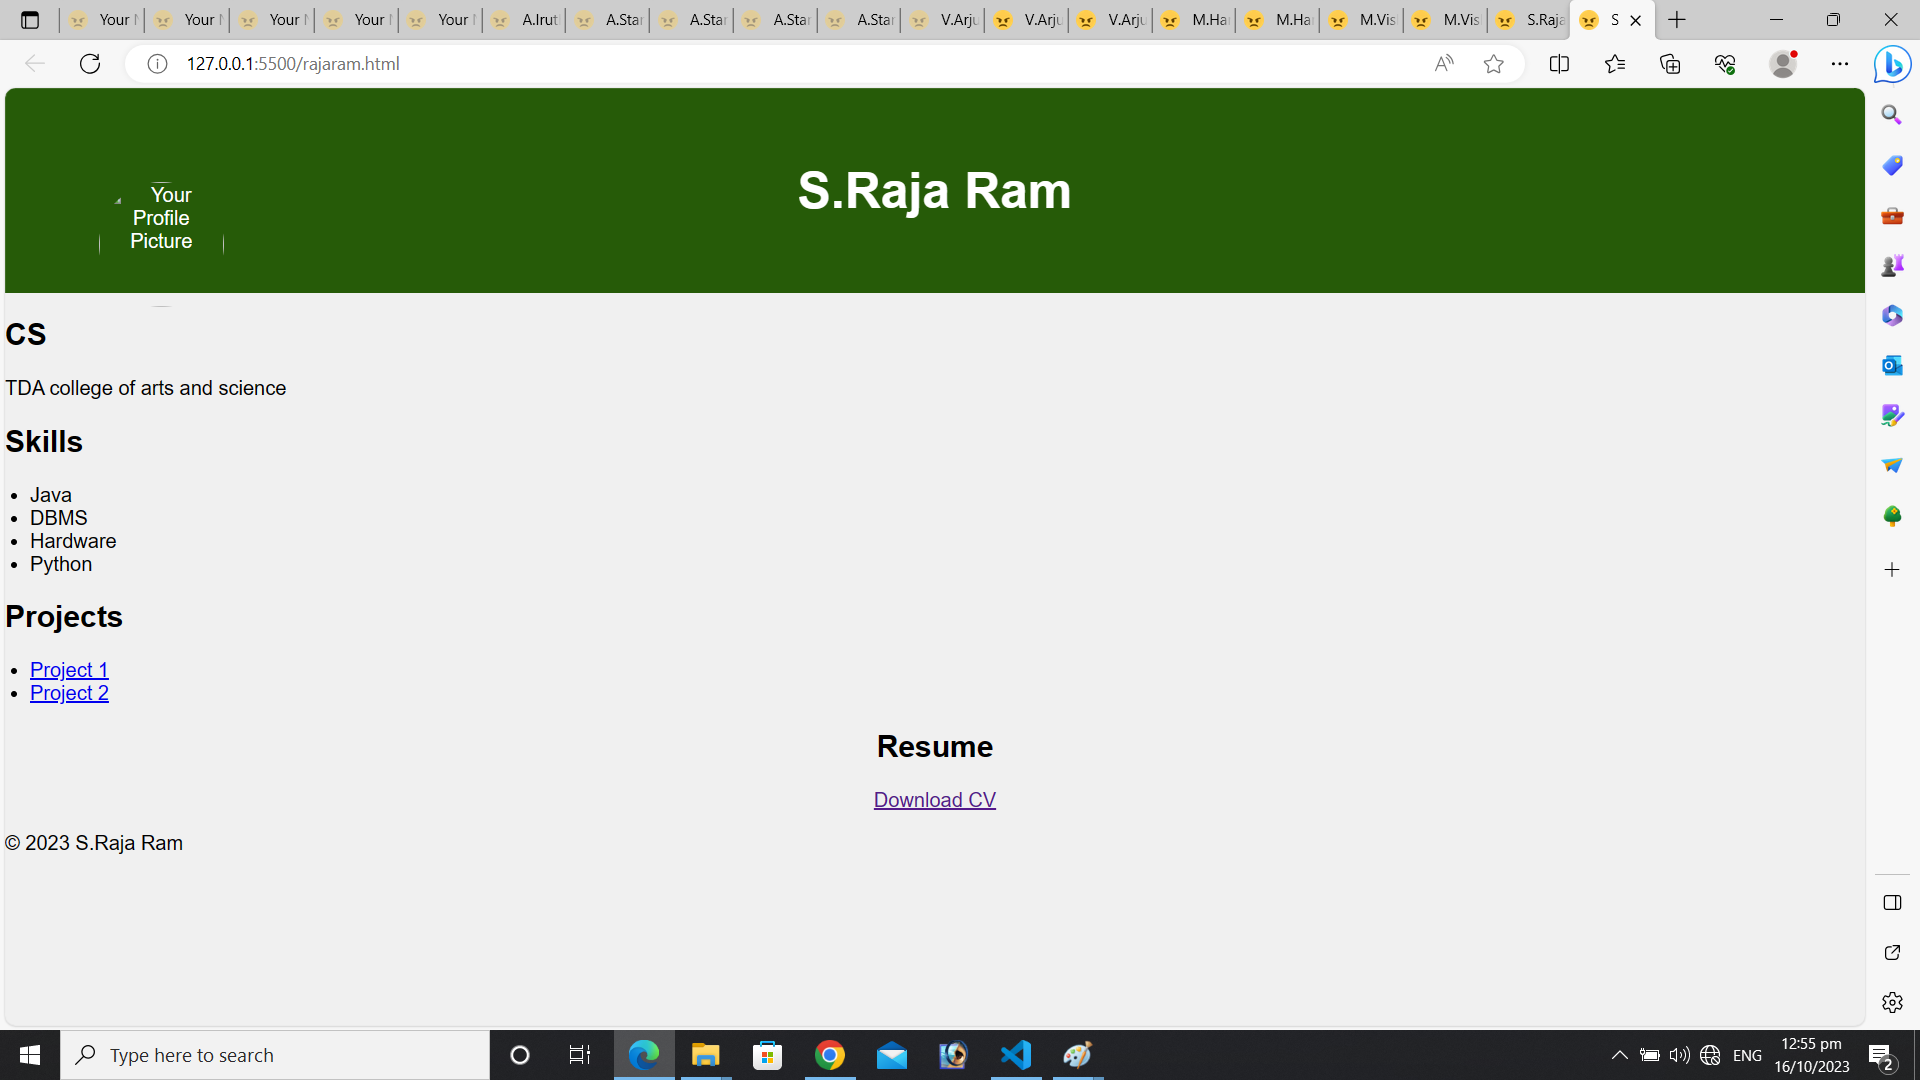 Your N
Your N
Your N
Your N
Your N
A.Irut
A.Star
A.Star
A.Star
A.Star
V.Arju
V.Arju
V.Arju
M.Har
M.Har
M.Vis
M.Vis
S.Raja
S
127.0.0.1:5500/rajaram.html
S.Raja Ram
Your
Profile
Picture
CS
TDA college of arts and science
Skills
Java
DBMS
Hardware
Python
Projects
Project 1
Project 2
Resume
Download CV
© 2023 S.Raja Ram
Type here to search
ENG
12:55 pm
16/10/2023
2